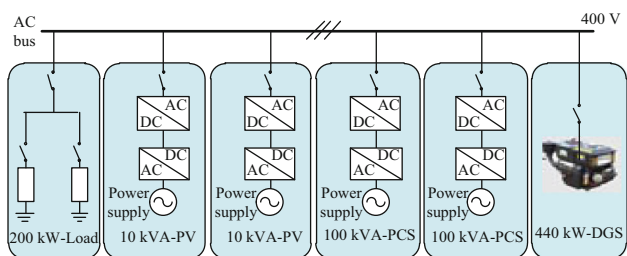 AC
bus
400 V
AC
DC
AC
DC
AC
DC
AC
DC
DC
AC
DC
AC
DC
AC
DC
AC
Power
supply
Power
supply
Power
supply
Power
supply
200 kW-Load
10 kVA-PV
10 kVA-PV
100 kVA-PCS
100 kVA-PCS
440 kW-DGS